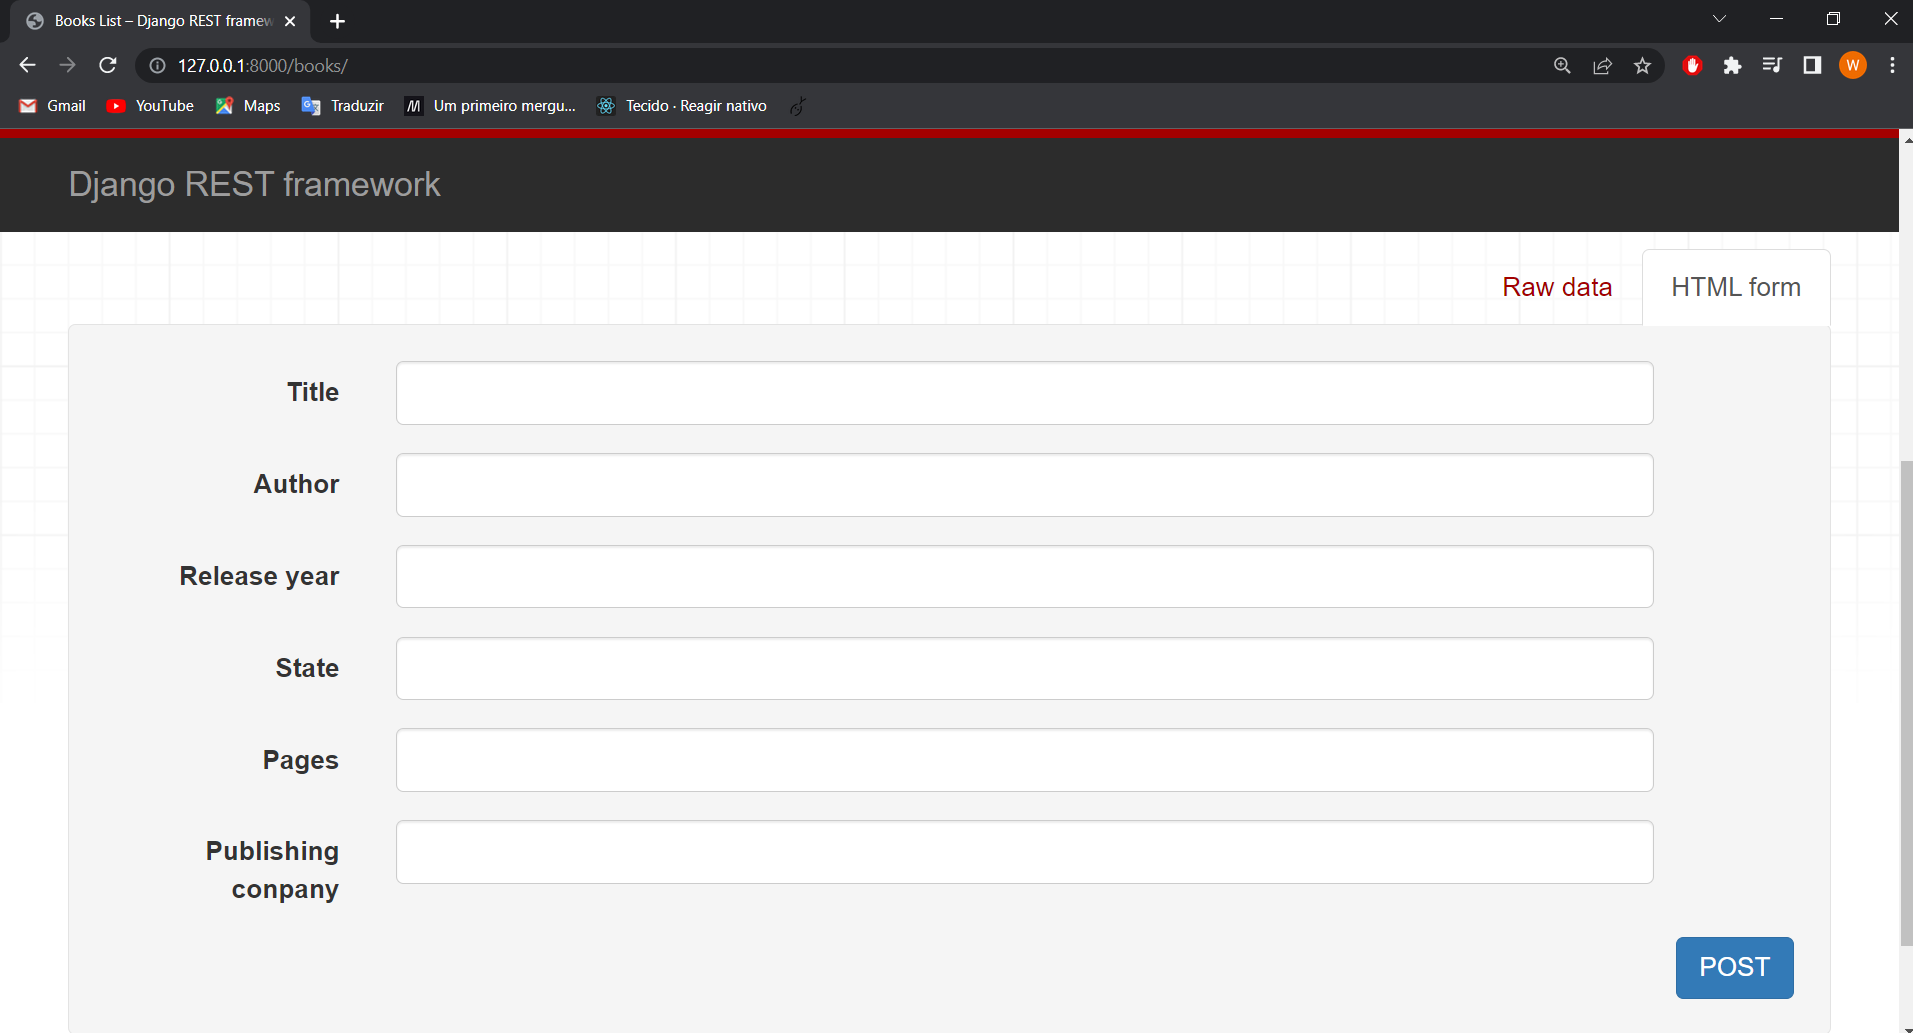 Books List – Django REST framew
127.0.0.1:8000/books/
W
Gmail YouTube Maps Traduzir Um primeiro mergu... Tecido · Reagir nativo
Django REST framework
Raw data HTML form
Title
Author
Release year
State
Pages
Publishing
conpany
POST